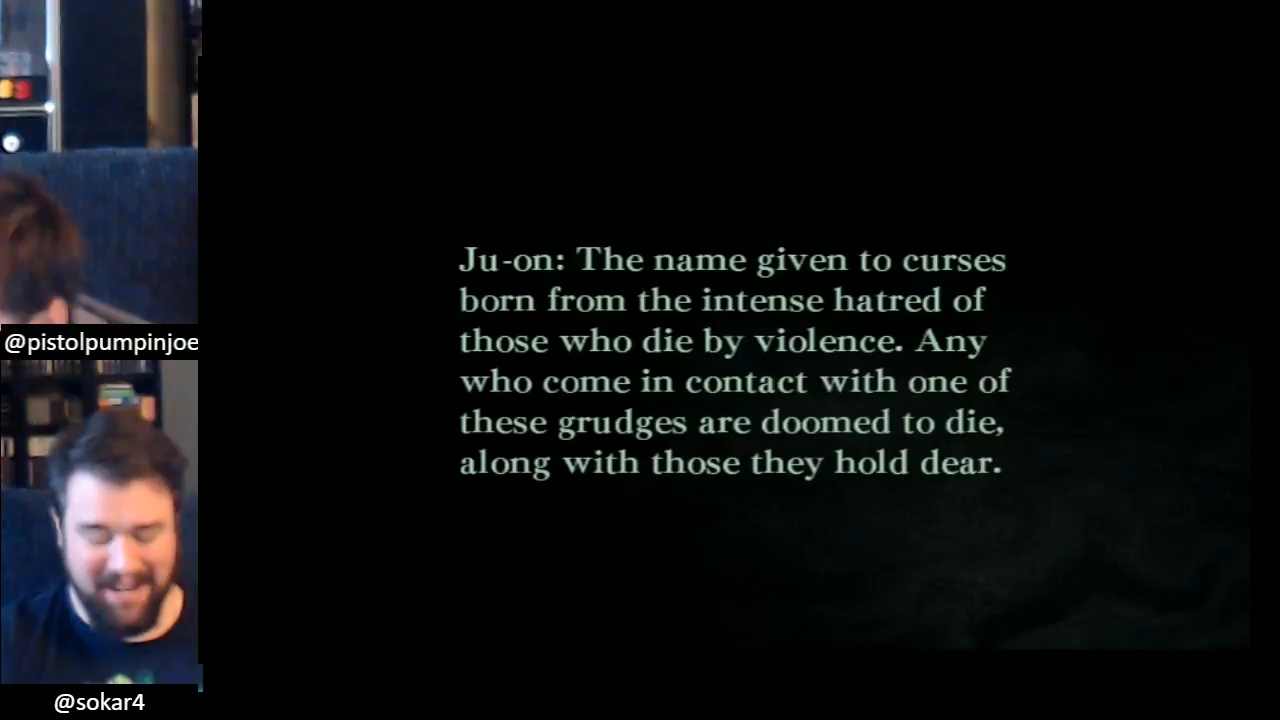 Ju-on: The name given to curses
born from the intense hatred of
those who die by violence. Any
who come in contact with one of
these grudges are doomed to die,
along with those they hold dear.
@pistolpumpinjoe
@sokar4